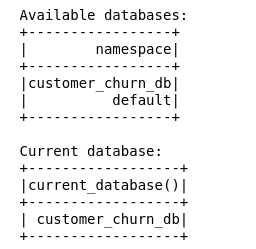 Available databases:
+----------------+
|        namespace|
+----------------+
|customer_churn_db|
|          default|
+----------------+

Current database:
+------------------+
|current_database()|
+------------------+
| customer_churn_db|
+------------------+